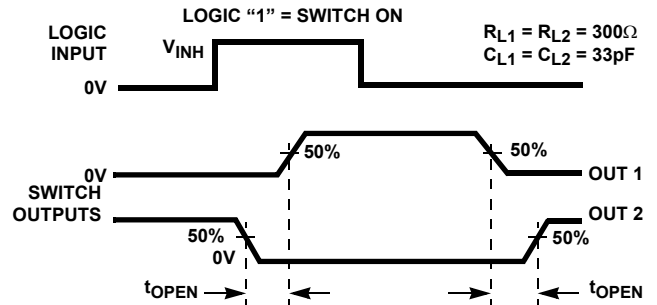 LOGIC “1” = SWITCH ON
LOGIC
INPUT
V_INH
0V
R_L1 = R_L2 = 300Ω
C_L1 = C_L2 = 33pF
0V
50%
50%
OUT 1
SWITCH
OUTPUTS
OUT 2
50%
0V
50%
t_OPEN
t_OPEN